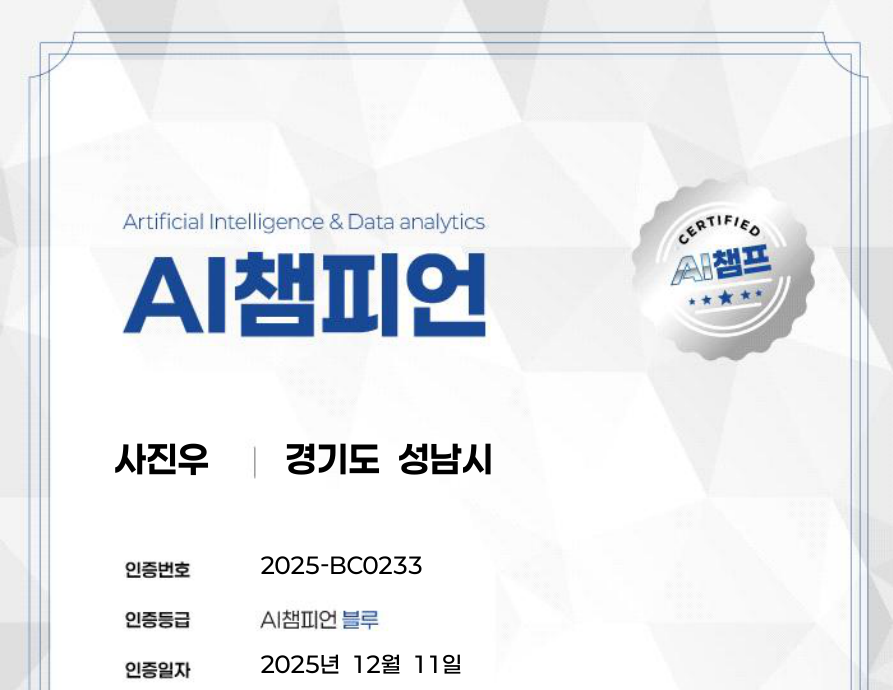 Artificial Intelligence & Data analytics
AI챔피언
CERTIFIED
AI챔프
사진우 | 경기도 성남시
인증번호 2025-BC0233
인증등급 AI챔피언 블루
인증일자 2025년 12월 11일